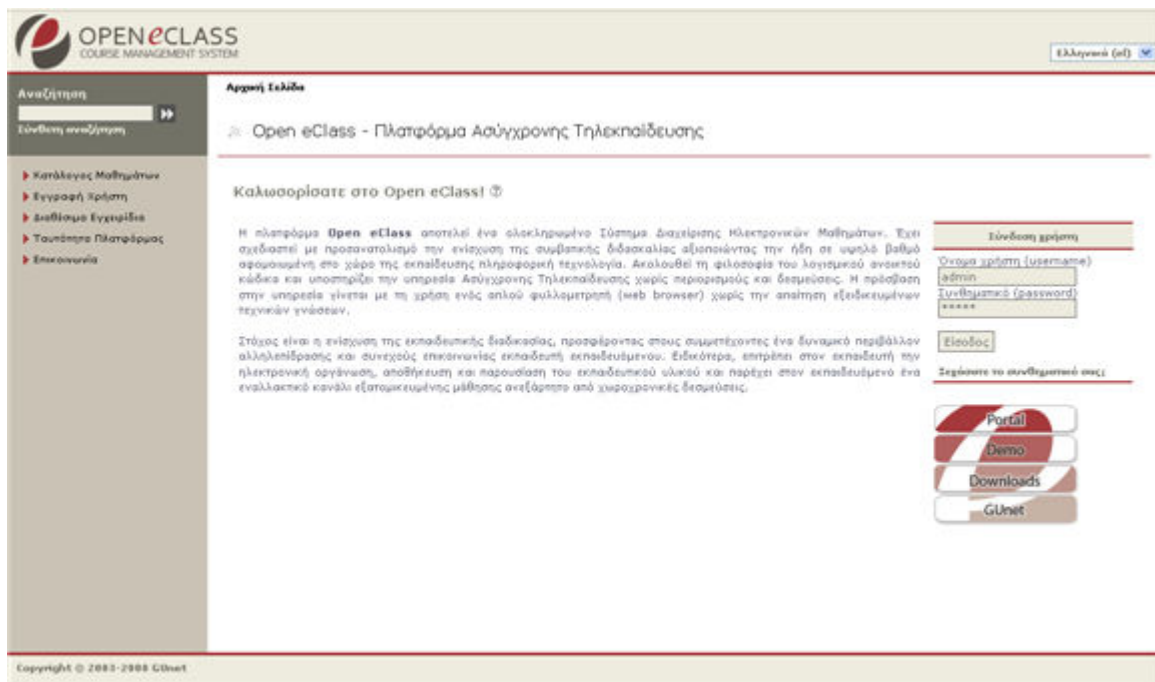 OPEN eCLASS
COURSE MANAGEMENT SYSTEM
Ελληνικά (el)
Αναζήτηση
Σύνθετη αναζήτηση
Κατάλογος Μαθημάτων
Εγγραφή Χρήστη
Διαθέσιμα Εγχειρίδια
Ταυτότητα Πλατφόρμας
Επικοινωνία
Αρχική Σελίδα
Open eClass - Πλατφόρμα Ασύγχρονης Τηλεκπαίδευσης
Καλωσορίσατε στο Open eClass!
Η πλατφόρμα Open eClass αποτελεί ένα ολοκληρωμένο Σύστημα Διαχείρισης Ηλεκτρονικών Μαθημάτων. Έχει
σχεδιαστεί με προσανατολισμό την ενίσχυση της συμβατικής διδασκαλίας αξιοποιώντας την ήδη σε υψηλό βαθμό
αφομοιωμένη στο χώρο της εκπαίδευσης πληροφορική τεχνολογία. Ακολουθεί τη φιλοσοφία του λογισμικού ανοικτού
κώδικα και υποστηρίζει την υπηρεσία Ασύγχρονης Τηλεκπαίδευσης χωρίς περιορισμούς και δεσμεύσεις. Η πρόσβαση
στην υπηρεσία γίνεται με τη χρήση ενός απλού φυλλομετρητή (web browser) χωρίς την απαίτηση εξειδικευμένων
τεχνικών γνώσεων.
Στόχος είναι η ενίσχυση της εκπαιδευτικής διαδικασίας, προσφέροντας στους συμμετέχοντες ένα δυναμικό περιβάλλον
αλληλεπίδρασης και συνεχούς επικοινωνίας εκπαιδευτή εκπαιδευόμενου. Ειδικότερα, επιτρέπει στον εκπαιδευτή την
ηλεκτρονική οργάνωση, αποθήκευση και παρουσίαση του εκπαιδευτικού υλικού και παρέχει στον εκπαιδευόμενο ένα
εναλλακτικό κανάλι εξατομικευμένης μάθησης ανεξάρτητο από χωροχρονικές δεσμεύσεις.
Σύνδεση χρήστη
Όνομα χρήστη (username)
admin
Συνθηματικό (password)
*****
Είσοδος
Ξεχάσατε το συνθηματικό σας;
Portal
Demo
Downloads
GUnet
Copyright © 2003-2008 GUnet